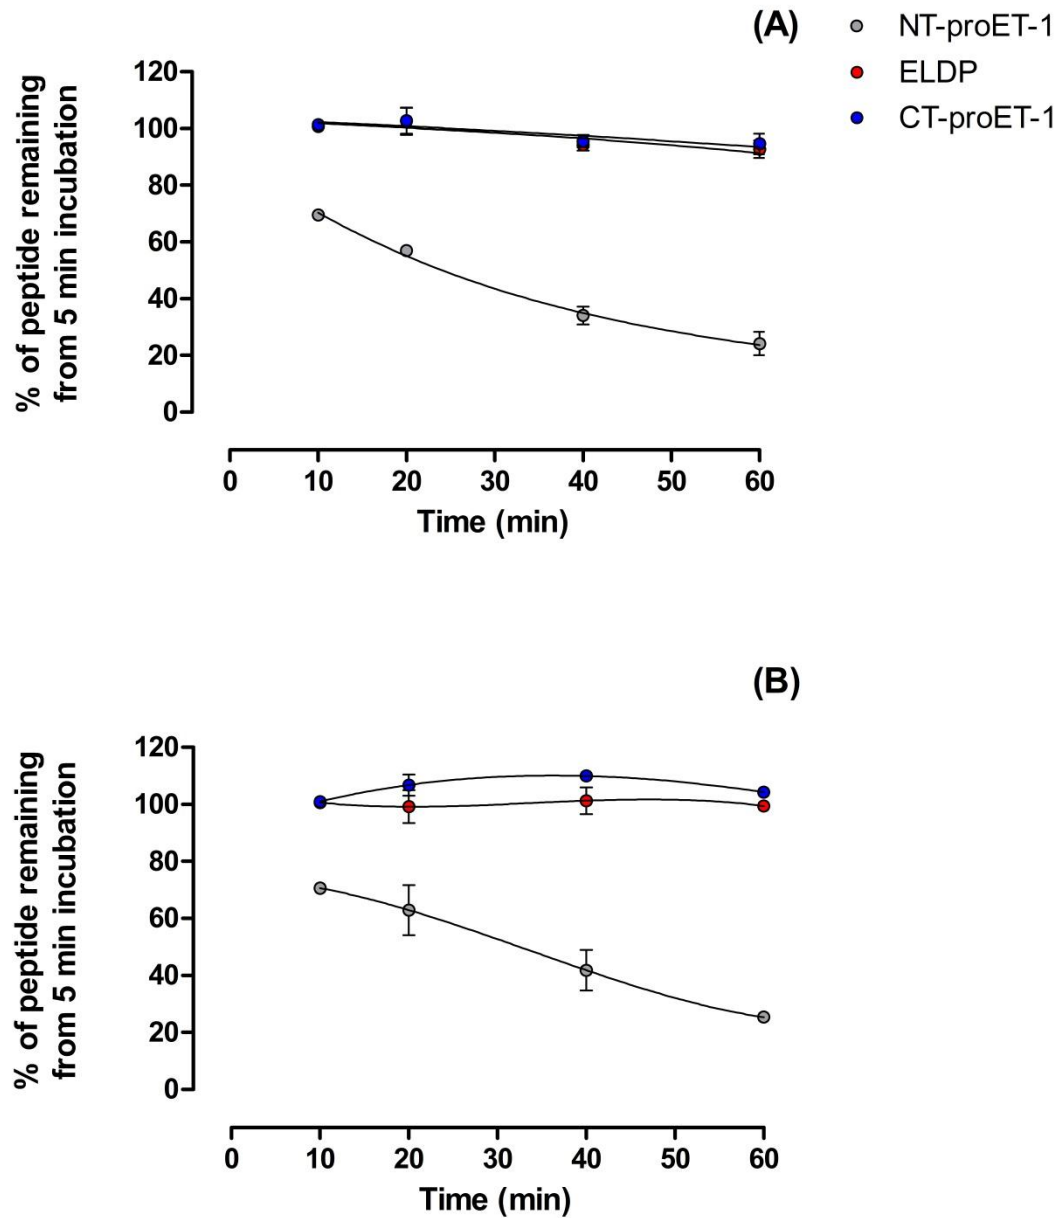 (A)
NT-proET-1
ELDP
CT-proET-1
% of peptide remaining
from 5 min incubation
120
100
80
60
40
20
0
0 10 20 30 40 50 60
Time (min)
(B)
% of peptide remaining
from 5 min incubation
120
100
80
60
40
20
0
0 10 20 30 40 50 60
Time (min)